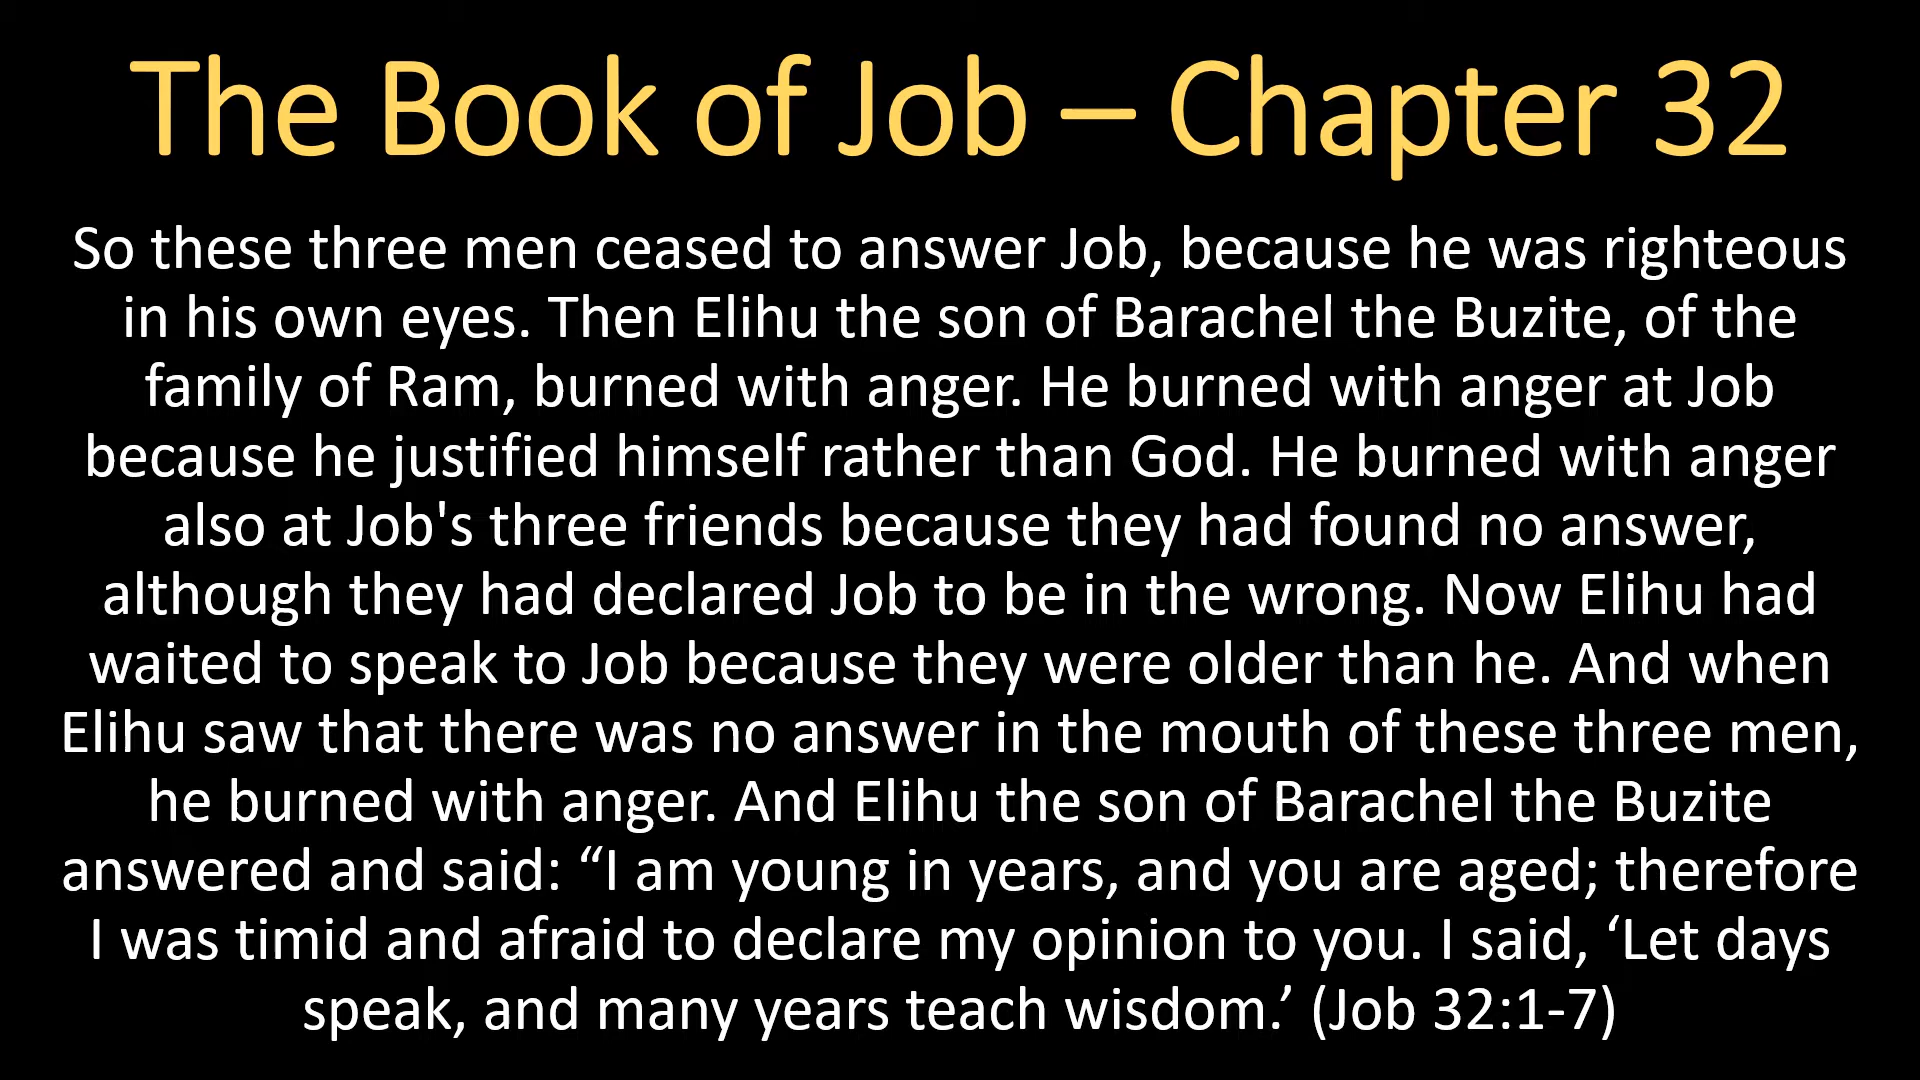 The Book of Job – Chapter 32
So these three men ceased to answer Job, because he was righteous
in his own eyes. Then Elihu the son of Barachel the Buzite, of the
family of Ram, burned with anger. He burned with anger at Job
because he justified himself rather than God. He burned with anger
also at Job's three friends because they had found no answer,
although they had declared Job to be in the wrong. Now Elihu had
waited to speak to Job because they were older than he. And when
Elihu saw that there was no answer in the mouth of these three men,
he burned with anger. And Elihu the son of Barachel the Buzite
answered and said: “I am young in years, and you are aged; therefore
I was timid and afraid to declare my opinion to you. I said, ‘Let days
speak, and many years teach wisdom.’ (Job 32:1-7)